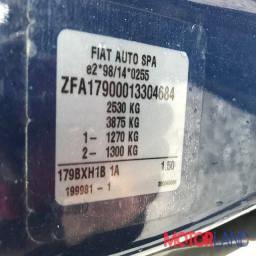 FIAT AUTO SPA
e2*98/14*0255
ZFA17900013304684
2530 KG
3875 KG
1- 1270 KG
2- 1300 KG
179BXH1B 1A 1.50
199981 - 1
MOTORLAND